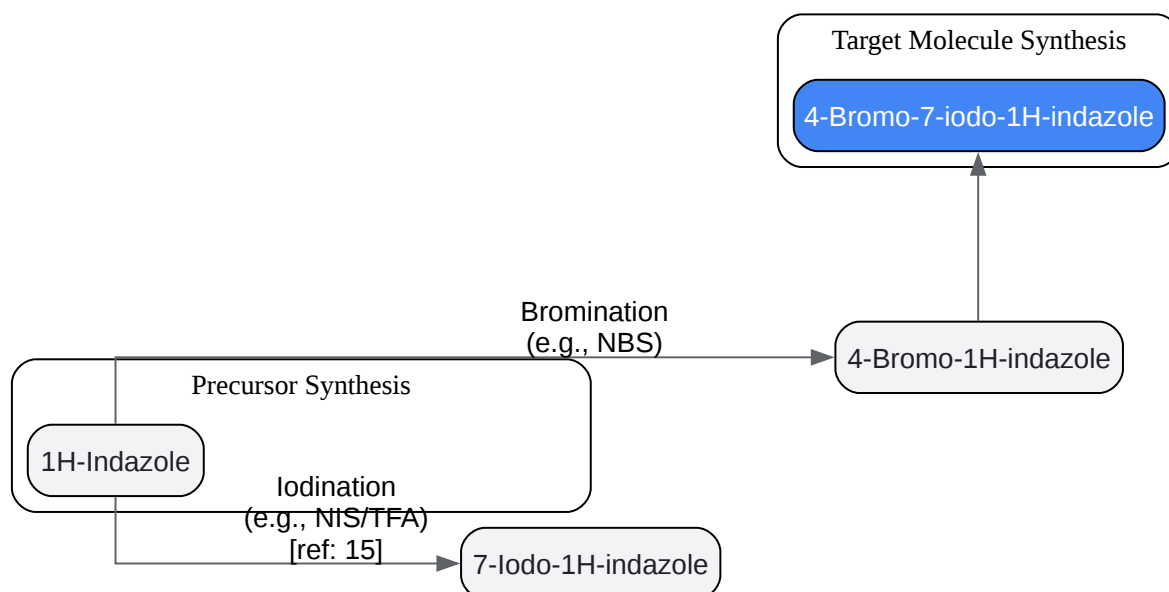 Target Molecule Synthesis
4-Bromo-7-iodo-1H-indazole
Bromination
(e.g., NBS)
4-Bromo-1H-indazole
Precursor Synthesis
1H-Indazole
Iodination
(e.g., NIS/TFA)
[ref: 15]
7-Iodo-1H-indazole